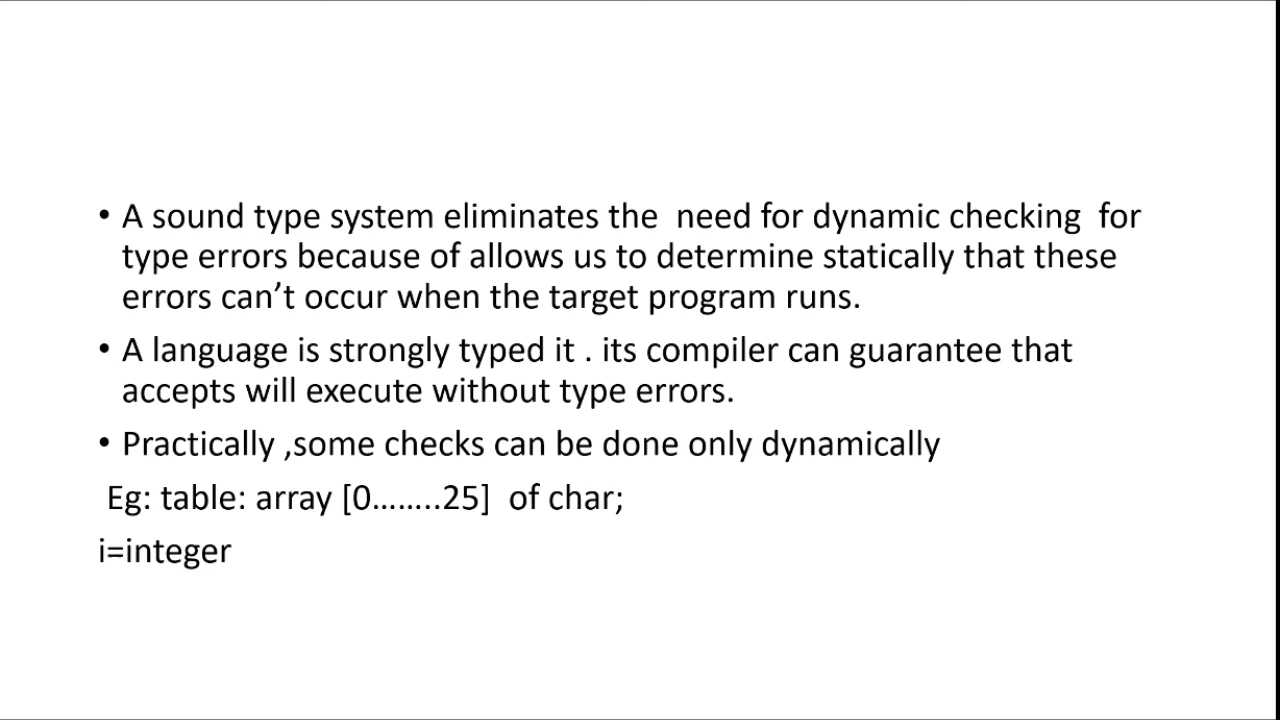 • A sound type system eliminates the  need for dynamic checking  for
type errors because of allows us to determine statically that these
errors can’t occur when the target program runs.
• A language is strongly typed it . its compiler can guarantee that
accepts will execute without type errors.
• Practically ,some checks can be done only dynamically
Eg: table: array [0……..25]  of char;
i=integer